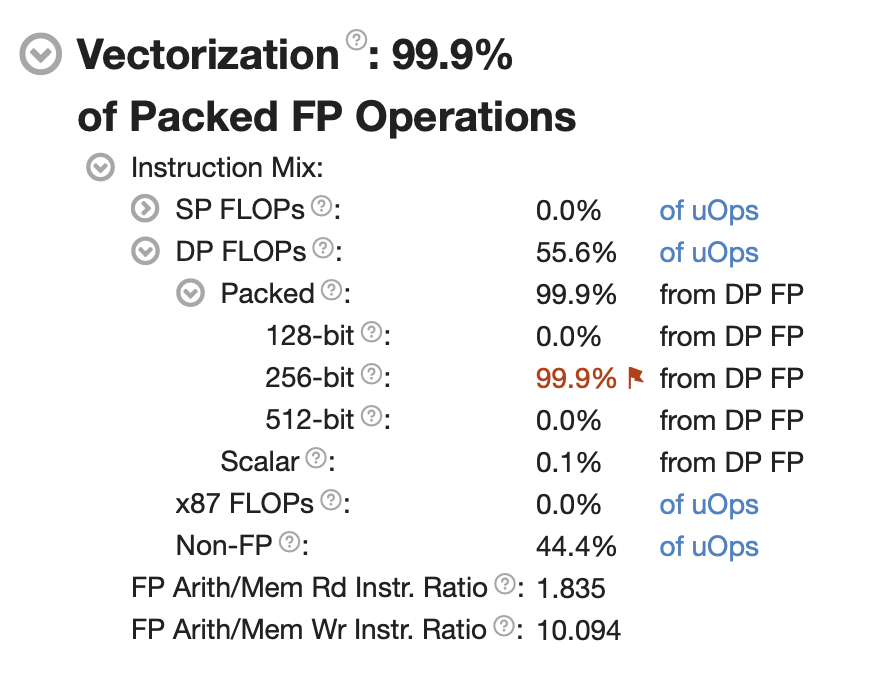 Vectorization ?: 99.9%
of Packed FP Operations
Instruction Mix:
SP FLOPs ?: 0.0% of uOps
DP FLOPs ?: 55.6% of uOps
Packed ?: 99.9% from DP FP
128-bit ?: 0.0% from DP FP
256-bit ?: 99.9% from DP FP
512-bit ?: 0.0% from DP FP
Scalar ?: 0.1% from DP FP
x87 FLOPs ?: 0.0% of uOps
Non-FP ?: 44.4% of uOps
FP Arith/Mem Rd Instr. Ratio ?: 1.835
FP Arith/Mem Wr Instr. Ratio ?: 10.094